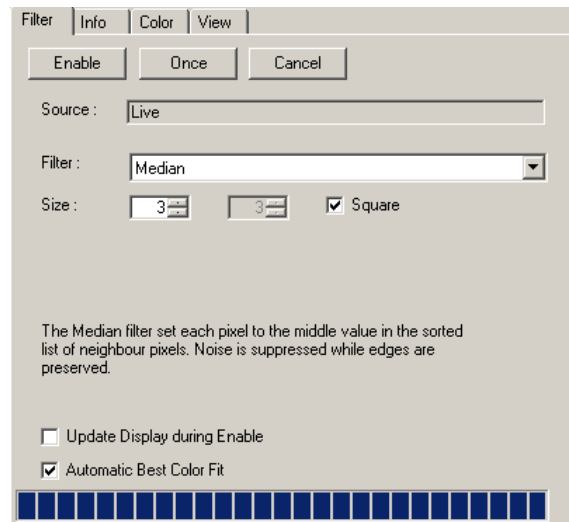 Filter Info Color View
Enable Once Cancel
Source : Live
Filter : Median
Size : 3 3 Square
The Median filter set each pixel to the middle value in the sorted
list of neighbour pixels. Noise is suppressed while edges are
preserved.
Update Display during Enable
Automatic Best Color Fit